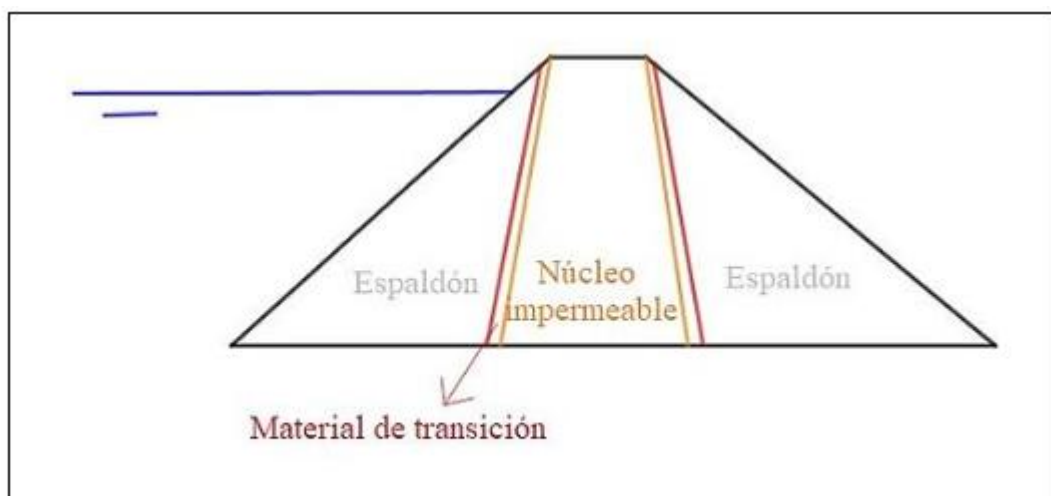 Espaldón
Núcleo
impermeable
Espaldón
Material de transición